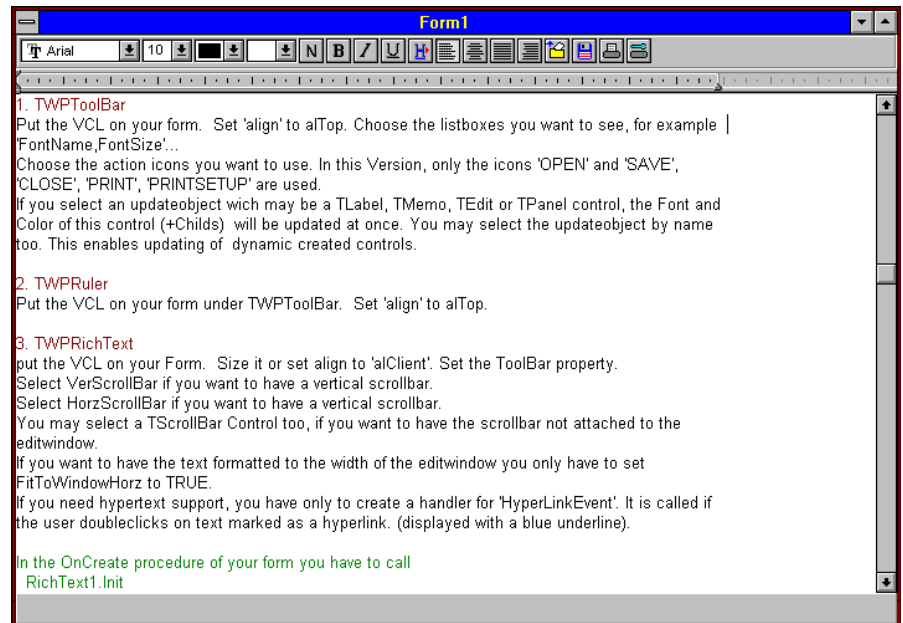 Form1
Arial 10 N B I U H
1. TWPToolBar
Put the VCL on your form.  Set 'align' to alTop. Choose the listboxes you want to see, for example
'FontName,FontSize'...
Choose the action icons you want to use. In this Version, only the icons 'OPEN' and 'SAVE',
'CLOSE', 'PRINT', 'PRINTSETUP' are used.
If you select an updateobject wich may be a TLabel, TMemo, TEdit or TPanel control, the Font and
Color of this control (+Childs)  will be updated at once. You may select the updateobject by name
too. This enables updating of  dynamic created controls.
2. TWPRuler
Put the VCL on your form under TWPToolBar.  Set 'align' to alTop.
3. TWPRichText
put the VCL on your Form.  Size it or set align to 'alClient'. Set the ToolBar property.
Select VerScrollBar if you want to have a vertical scrollbar.
Select HorzScrollBar if you want to have a vertical scrollbar.
You may select a TScrollBar Control too, if you want to have the scrollbar not attached to the
editwindow.
If you want to have the text formatted to the width of the editwindow you only have to set
FitToWindowHorz to TRUE.
If you need hypertext support, you have only to create a handler for 'HyperLinkEvent'. It is called if
the user doubleclicks on text marked as a hyperlink. (displayed with a blue underline).
In the OnCreate procedure of your form you have to call
RichText1.Init